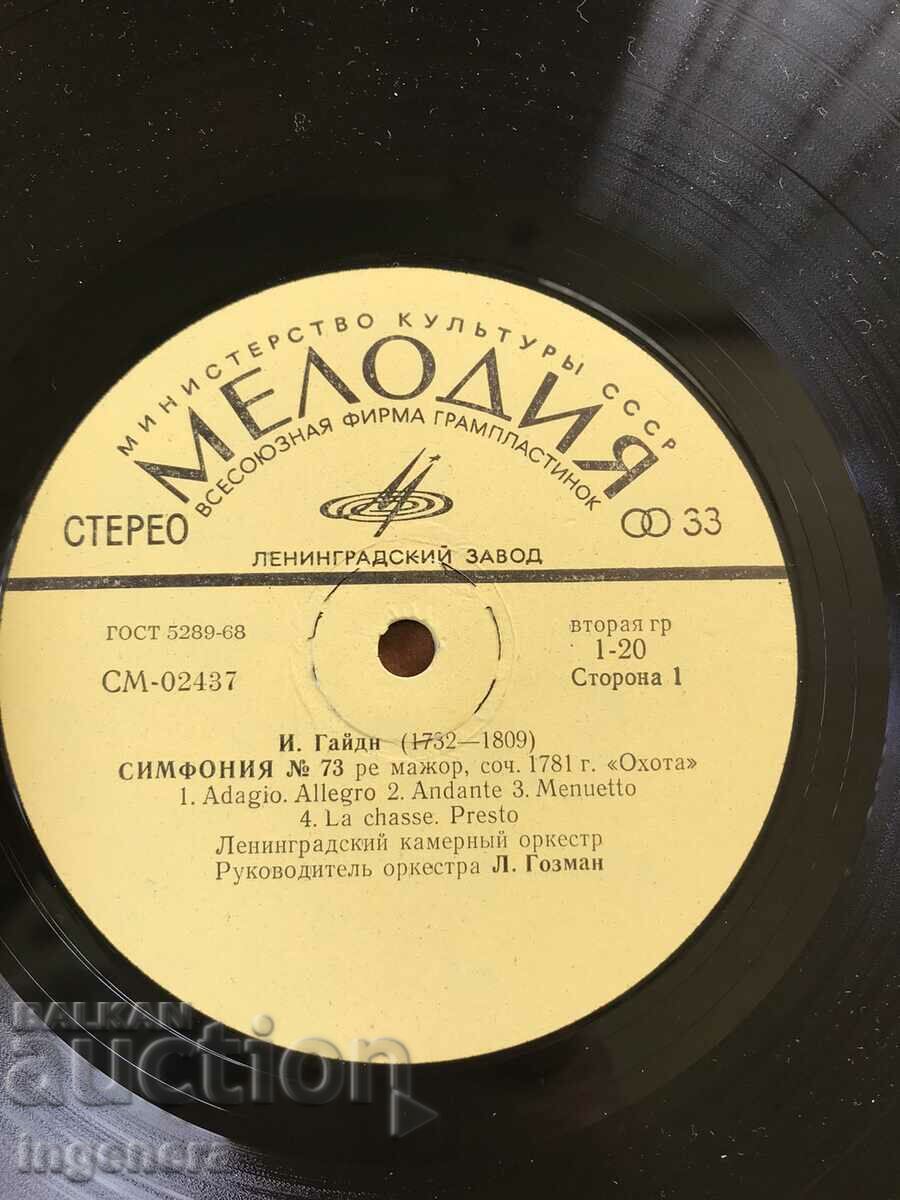 МИНИСТЕРСТВО КУЛЬТУРЫ СССР
МЕЛОДИЯ
ВСЕСОЮЗНАЯ ФИРМА ГРАМПЛАСТИНОК
СТЕРЕО
33
ЛЕНИНГРАДСКИЙ ЗАВОД
ГОСТ 5289-68
вторая гр
СМ-02437
1-20
Сторона 1
И. Гайдн (1732—1809)
СИМФОНИЯ № 73 ре мажор, соч. 1781 г. «Охота»
1. Adagio. Allegro 2. Andante 3. Menuetto
4. La chasse. Presto
Ленинградский камерный оркестр
Руководитель оркестра Л. Гозман
BALKAN
auction
ingenera